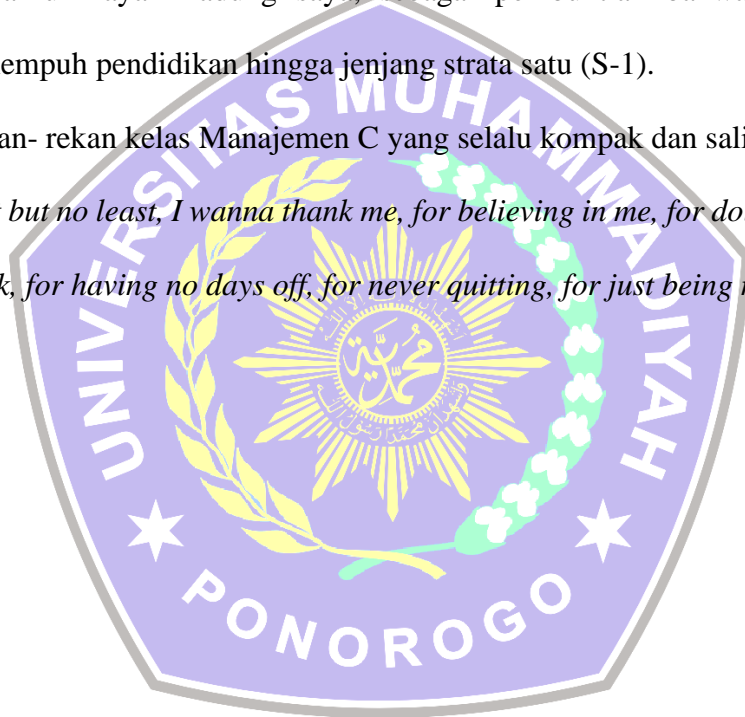 empuh pendidikan hingga jenjang strata satu (S-1).
an- rekan kelas Manajemen C yang selalu kompak dan sali
but no least, I wanna thank me, for believing in me, for do
, for having no days off, for never quitting, for just being
UNIVERSITAS MUHAMMADIYAH
محمدية
PONOROGO